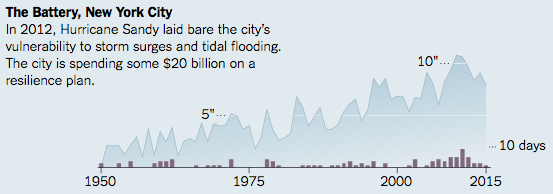 The Battery, New York City
In 2012, Hurricane Sandy laid bare the city’s
vulnerability to storm surges and tidal flooding.
The city is spending some $20 billion on a
resilience plan.
10"...
5"...
...10 days
1950 1975 2000 2015